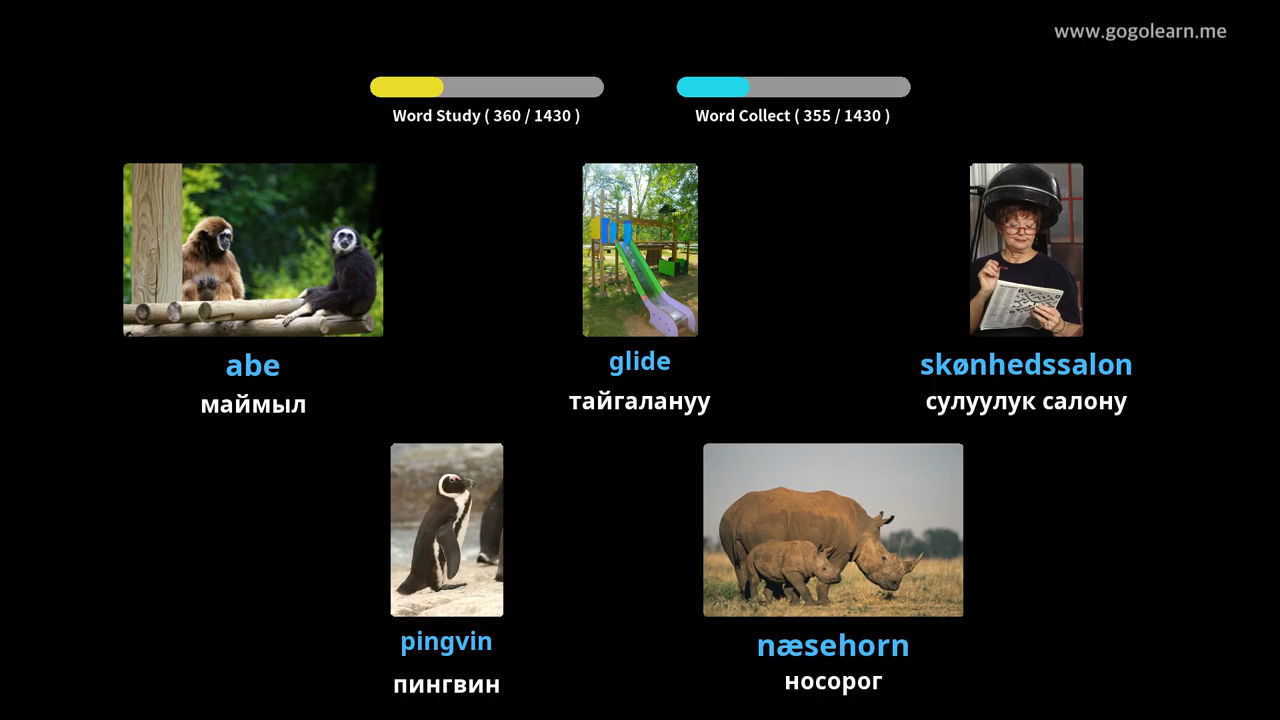 www.gogolearn.me
Word Study ( 360 / 1430 )
Word Collect ( 355 / 1430 )
abe
маймыл
glide
тайгалануу
skønhedssalon
сулуулук салону
pingvin
пингвин
næsehorn
носорог